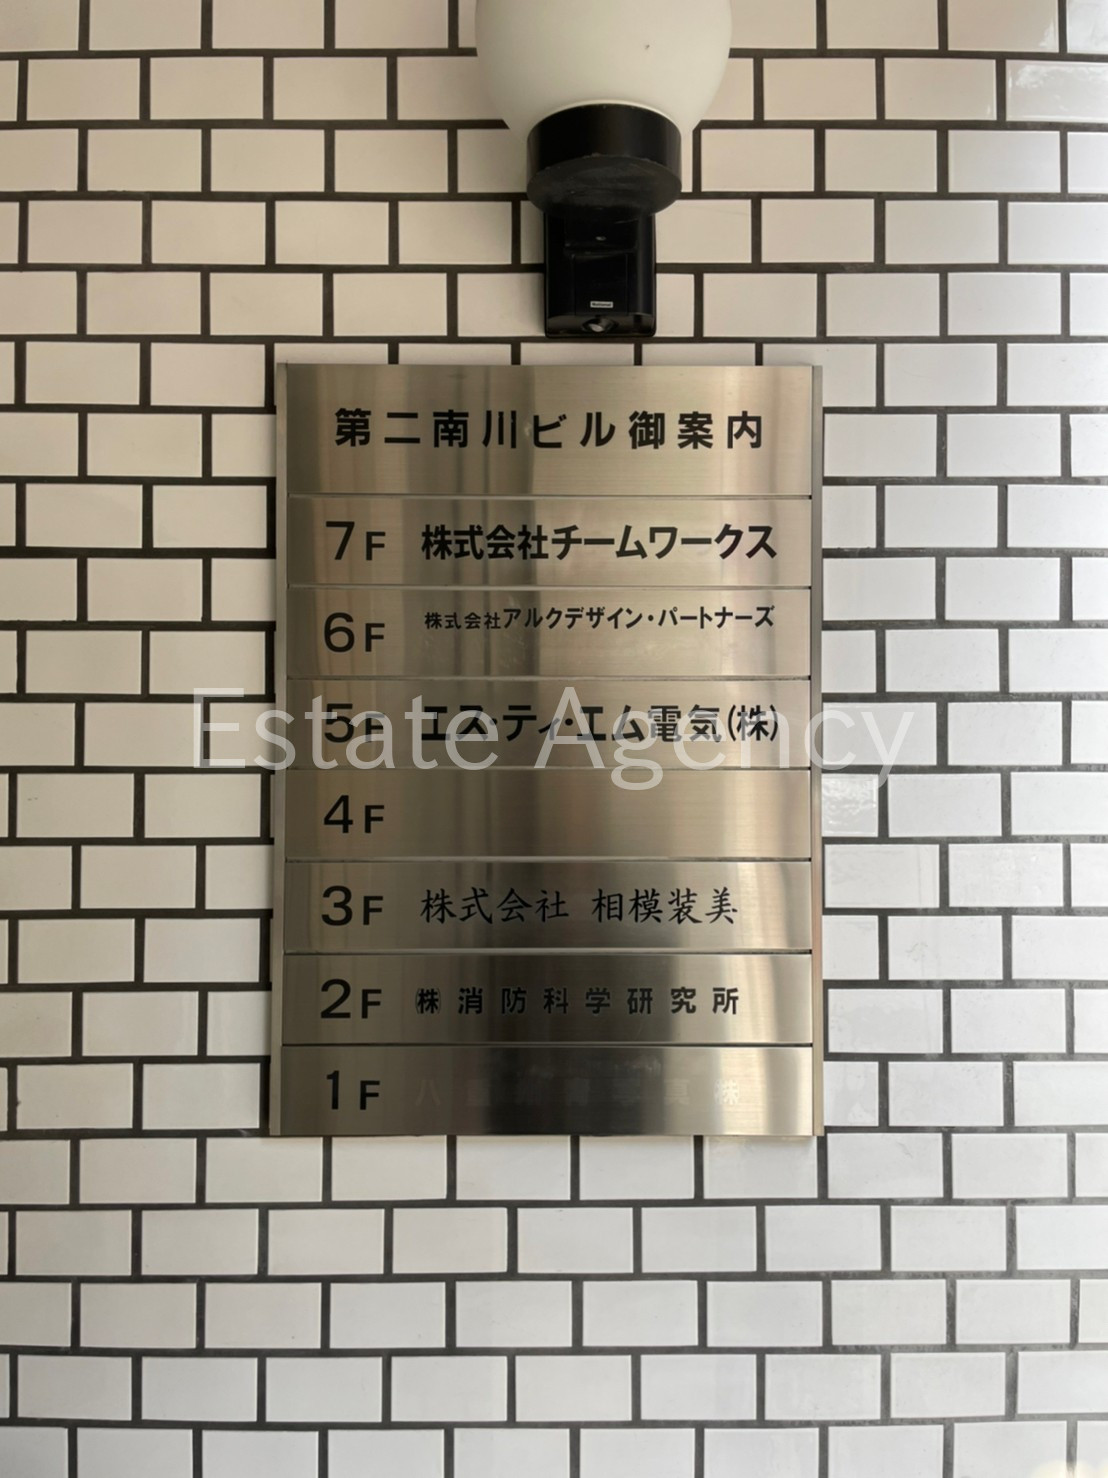 第二南川ビル御案内
7F 株式会社チームワークス
6F 株式会社アルクデザイン・パートナーズ
5F エス・ティ・エム電気(株)
Estate Agency
4F
3F 株式会社 相模装美
2F ㈱消防科学研究所
1F